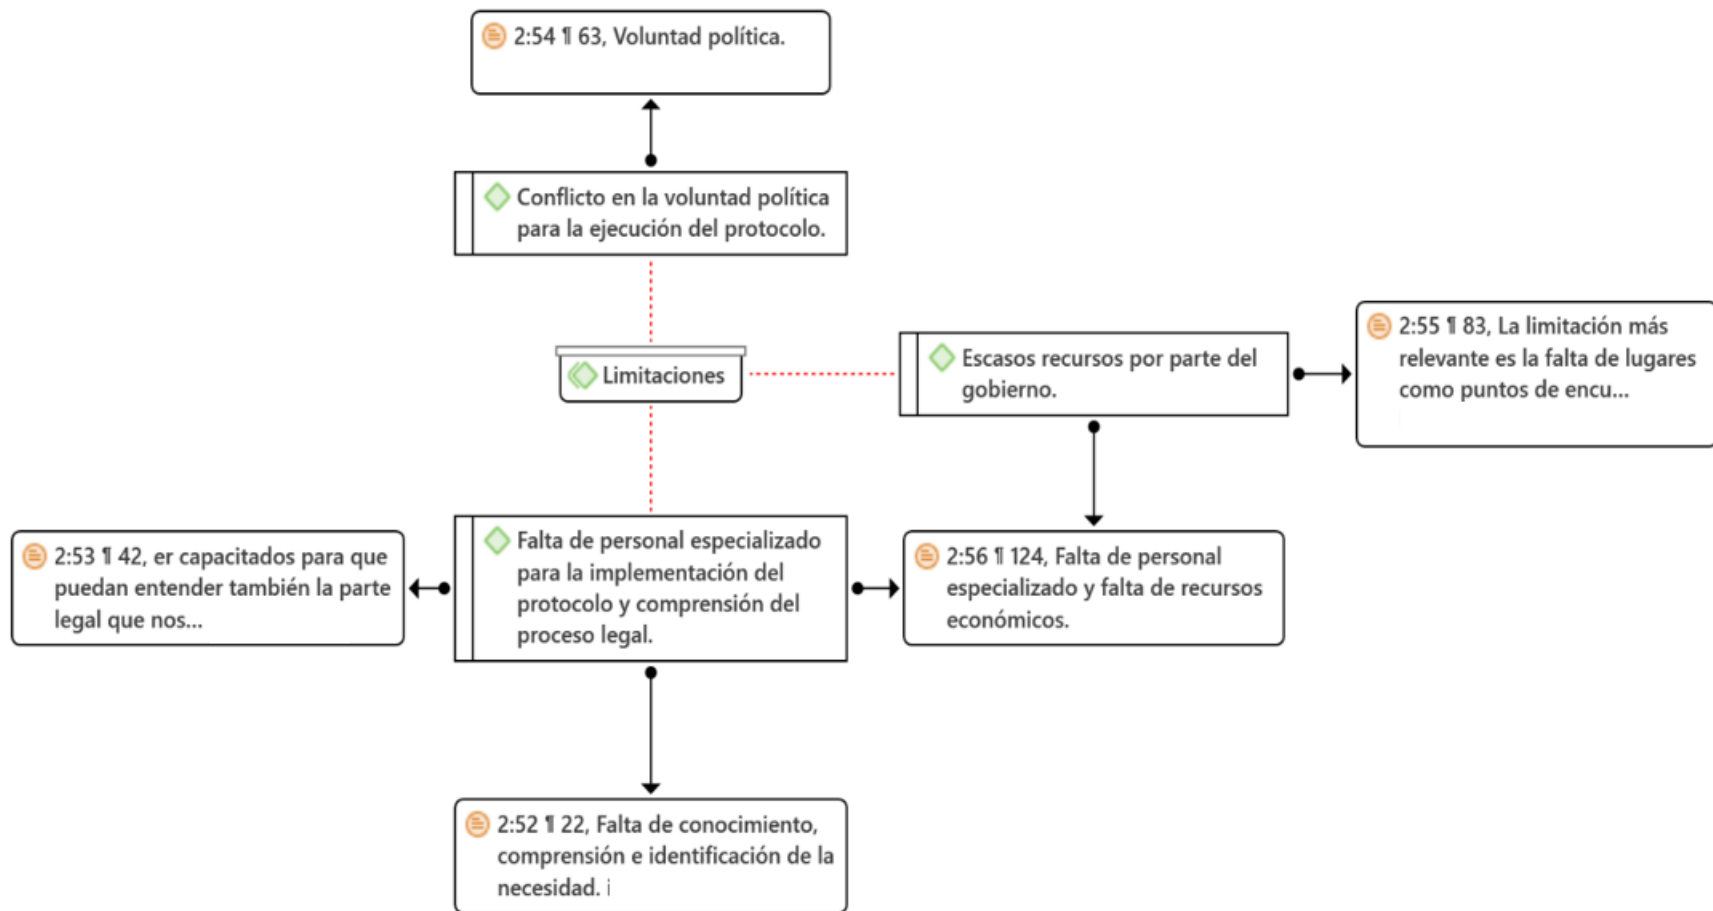 2:54 ¶ 63, Voluntad política.
Conflicto en la voluntad política
para la ejecución del protocolo.
Limitaciones
Escasos recursos por parte del
gobierno.
2:55 ¶ 83, La limitación más
relevante es la falta de lugares
como puntos de encu...
2:53 ¶ 42, er capacitados para que
puedan entender también la parte
legal que nos...
Falta de personal especializado
para la implementación del
protocolo y comprensión del
proceso legal.
2:56 ¶ 124, Falta de personal
especializado y falta de recursos
económicos.
2:52 ¶ 22, Falta de conocimiento,
comprensión e identificación de la
necesidad. i